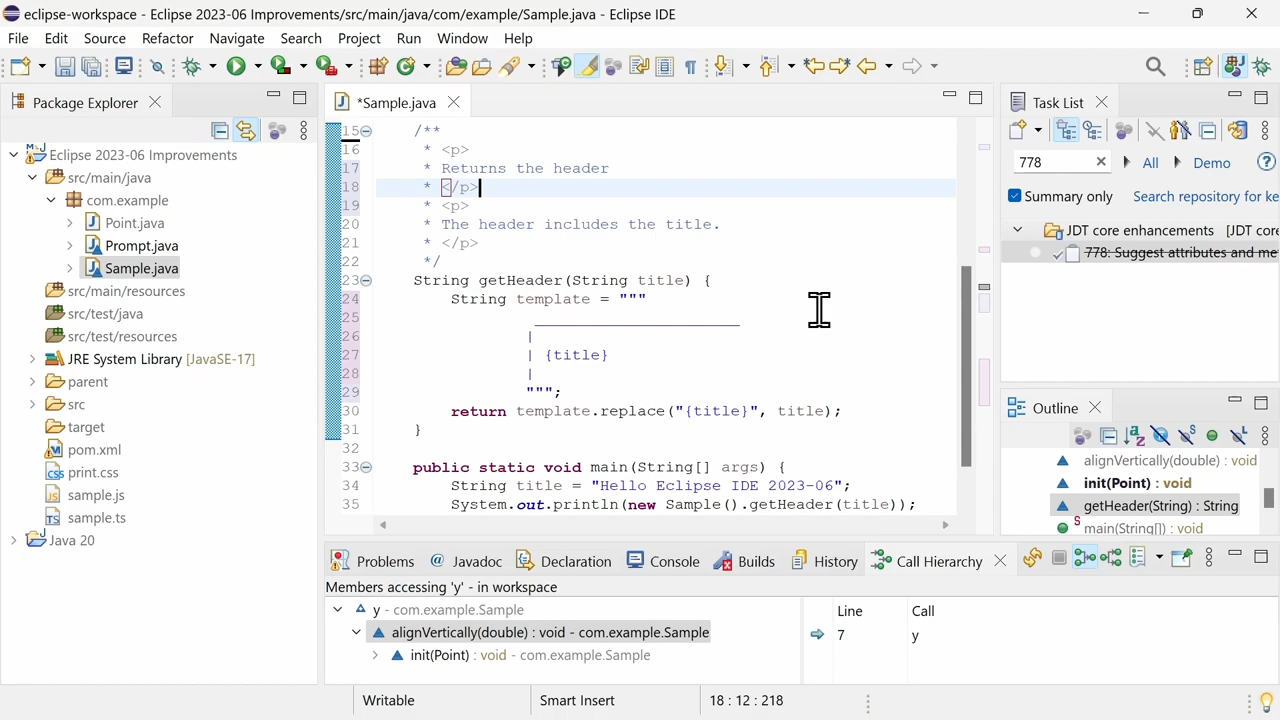 eclipse-workspace - Eclipse 2023-06 Improvements/src/main/java/com/example/Sample.java - Eclipse IDE
File Edit Source Refactor Navigate Search Project Run Window Help
Package Explorer
Eclipse 2023-06 Improvements
src/main/java
com.example
Point.java
Prompt.java
Sample.java
src/main/resources
src/test/java
src/test/resources
JRE System Library [JavaSE-17]
parent
src
target
pom.xml
print.css
sample.js
sample.ts
Java 20
*Sample.java
15 /**
16 * <p>
17 * Returns the header
18 * </p>
19 * <p>
20 * The header includes the title.
21 * </p>
22 */
23 String getHeader(String title) {
24 String template = """
25 ______________________
26 |
27 | {title}
28 |
29 """;
30 return template.replace("{title}", title);
31 }
32
33 public static void main(String[] args) {
34 String title = "Hello Eclipse IDE 2023-06";
35 System.out.println(new Sample().getHeader(title));
Task List
778 All Demo
Summary only Search repository for ke
JDT core enhancements [JDT core
778: Suggest attributes and me
Outline
alignVertically(double) : void
init(Point) : void
getHeader(String) : String
main(String[]) : void
Problems @ Javadoc Declaration Console Builds History Call Hierarchy
Members accessing 'y' - in workspace
y - com.example.Sample
alignVertically(double) : void - com.example.Sample
init(Point) : void - com.example.Sample
Line Call
7 y
Writable Smart Insert 18 : 12 : 218